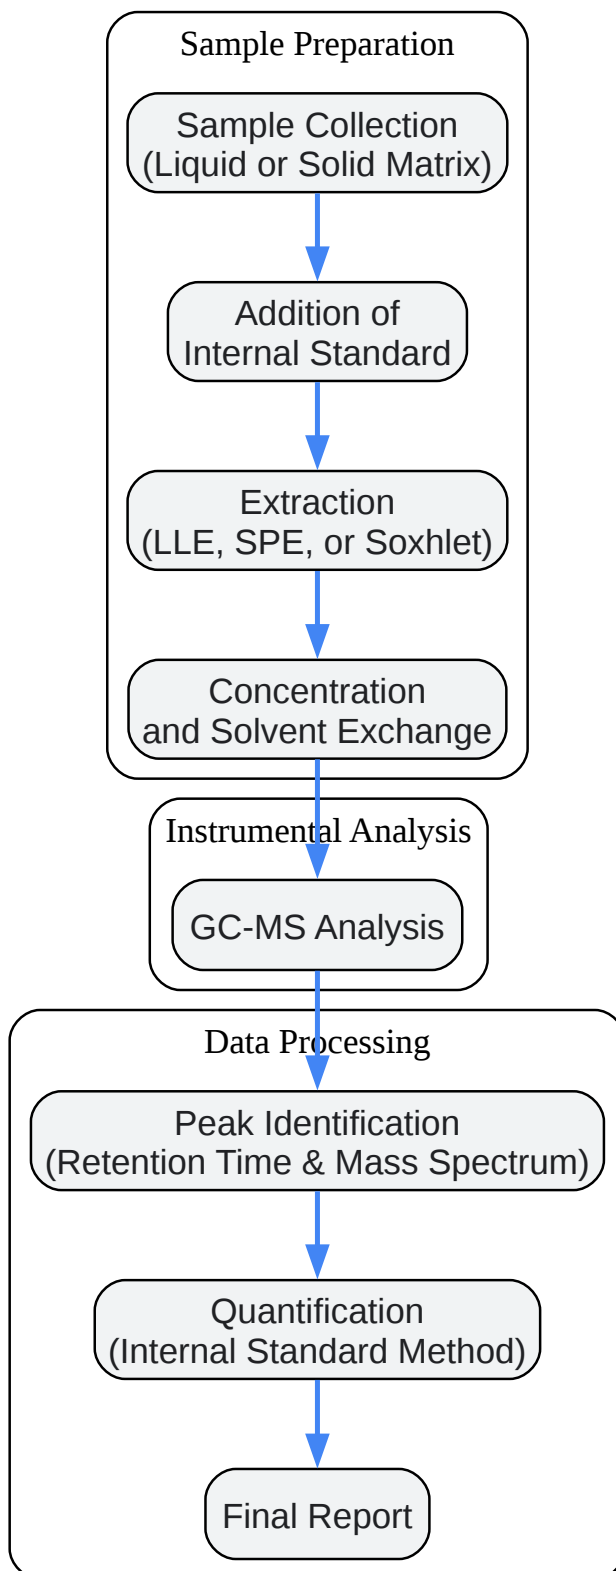 Sample Preparation
Sample Collection
(Liquid or Solid Matrix)
Addition of
Internal Standard
Extraction
(LLE, SPE, or Soxhlet)
Concentration
and Solvent Exchange
Instrumental Analysis
GC-MS Analysis
Data Processing
Peak Identification
(Retention Time & Mass Spectrum)
Quantification
(Internal Standard Method)
Final Report